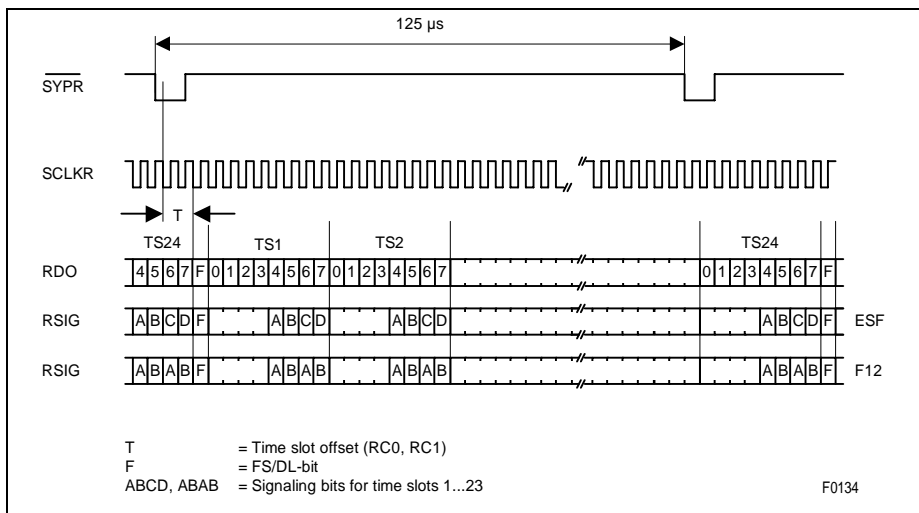 125 µs
SYPR
SCLKR
T
TS24 TS1 TS2 TS24
RDO 4 5 6 7 F 0 1 2 3 4 5 6 7 0 1 2 3 4 5 6 7 0 1 2 3 4 5 6 7 F
RSIG A B C D F A B C D A B C D A B C D F ESF
RSIG A B A B F A B A B A B A B A B A B F F12
T = Time slot offset (RC0, RC1)
F = FS/DL-bit
ABCD, ABAB = Signaling bits for time slots 1...23
F0134